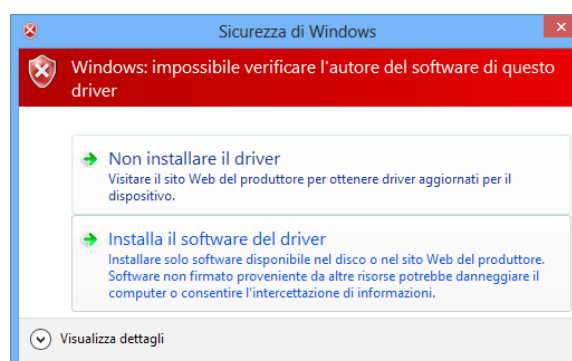 Sicurezza di Windows
Windows: impossibile verificare l'autore del software di questo
driver
Non installare il driver
Visitare il sito Web del produttore per ottenere driver aggiornati per il
dispositivo.
Installa il software del driver
Installare solo software disponibile nel disco o nel sito Web del produttore.
Software non firmato proveniente da altre risorse potrebbe danneggiare il
computer o consentire l'intercettazione di informazioni.
Visualizza dettagli